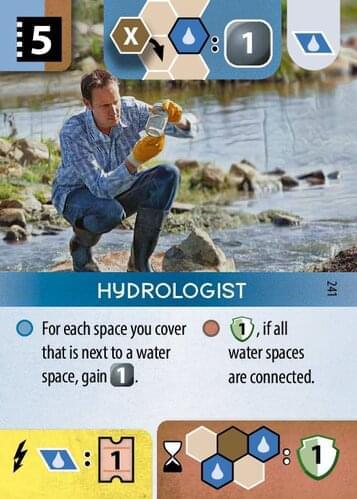 5
X
: 1
HYDROLOGIST
241
For each space you cover
that is next to a water
space, gain 1.
1, if all
water spaces
are connected.
: 1
: 1